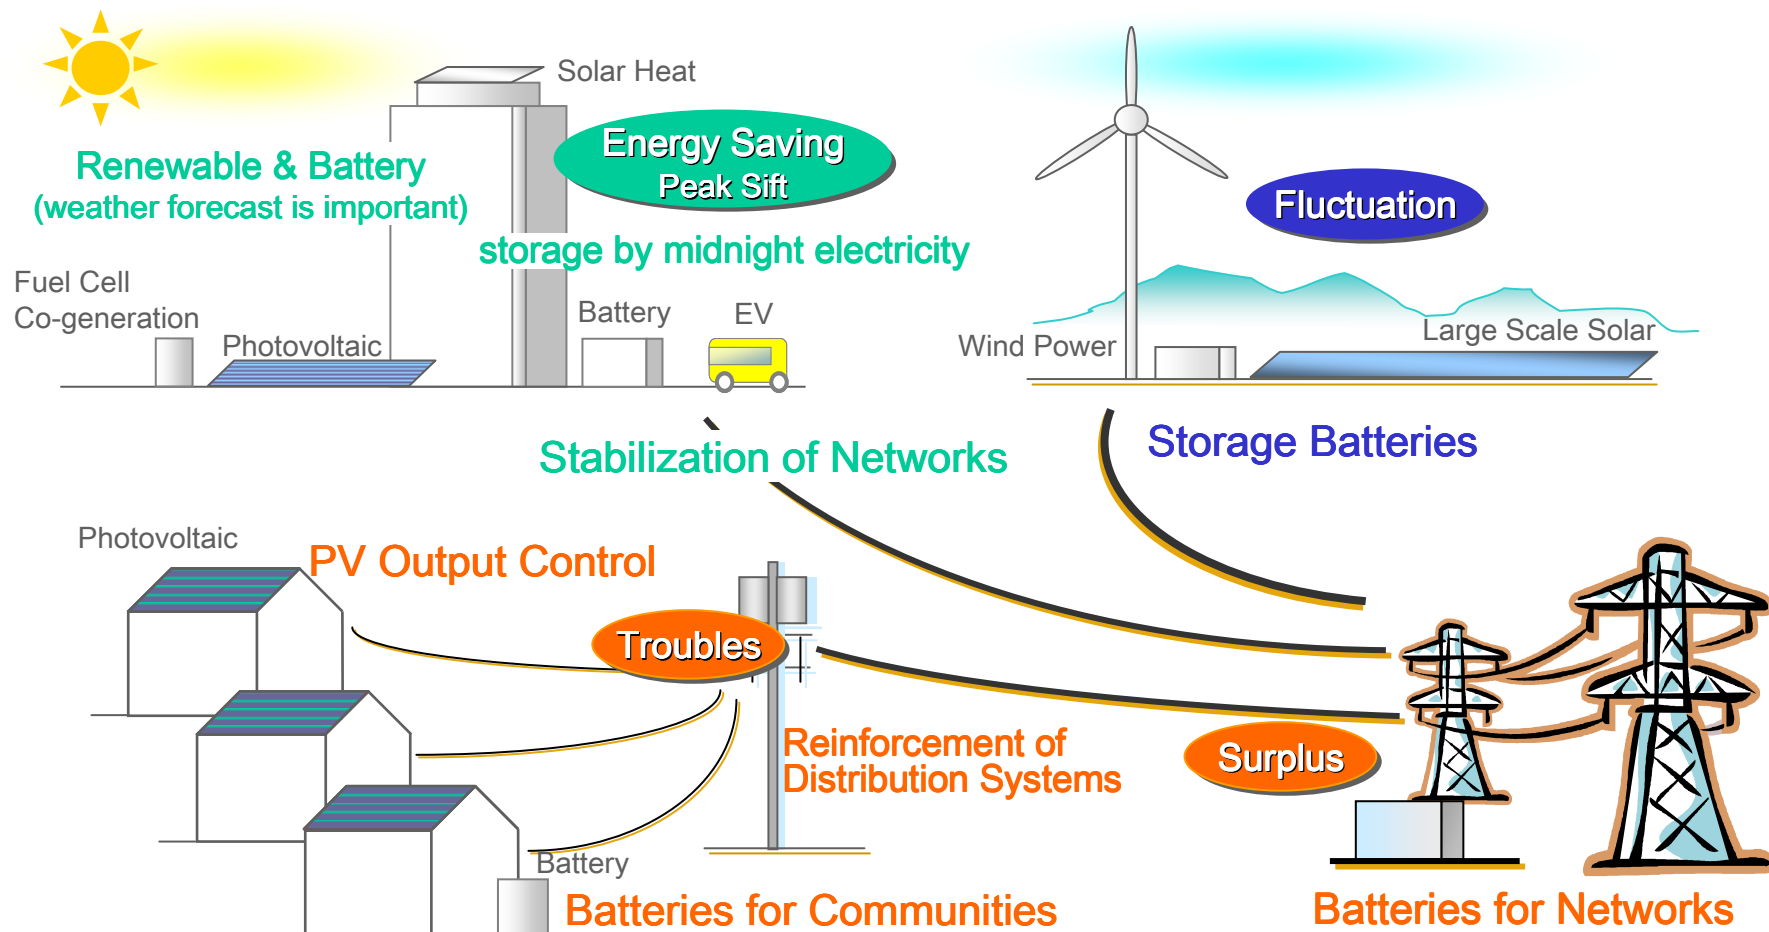 Solar Heat
Energy Saving
Peak Sift
Renewable & Battery
(weather forecast is important)
storage by midnight electricity
Fuel Cell
Co-generation
Photovoltaic
Battery
EV
Fluctuation
Wind Power
Large Scale Solar
Stabilization of Networks
Storage Batteries
Photovoltaic
PV Output Control
Troubles
Reinforcement of
Distribution Systems
Surplus
Battery
Batteries for Communities
Batteries for Networks